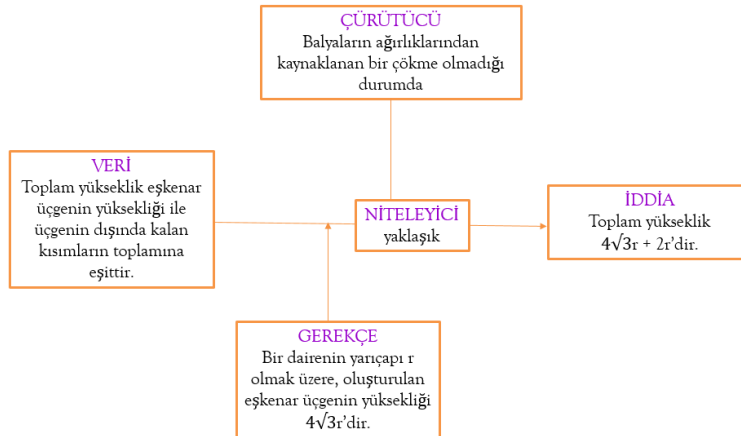 ÇÜRÜTÜCÜ
Balyaların ağırlıklarından
kaynaklanan bir çökme olmadığı
durumda
VERİ
Toplam yükseklik eşkenar
üçgenin yüksekliği ile
üçgenin dışında kalan
kısımların toplamına
eşittir.
NİTELEYİCİ
yaklaşık
İDDİA
Toplam yükseklik
4√3r + 2r’dir.
GEREKÇE
Bir dairenin yarıçapı r
olmak üzere, oluşturulan
eşkenar üçgenin yüksekliği
4√3r’dir.